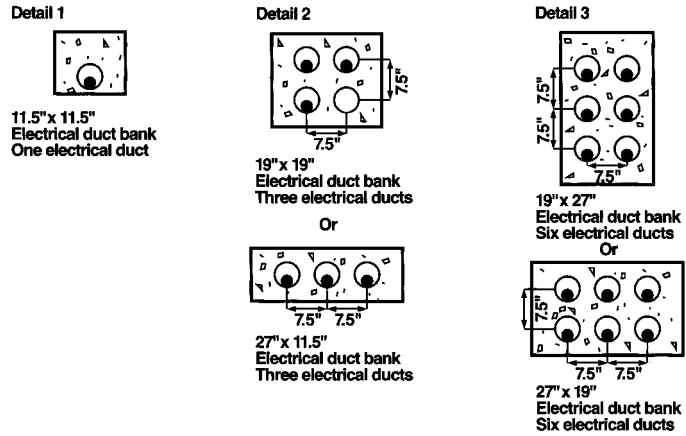 Detail 1
11.5"x 11.5"
Electrical duct bank
One electrical duct
Detail 2
7.5"
7.5"
19"x 19"
Electrical duct bank
Three electrical ducts
Or
7.5" 7.5"
27"x 11.5"
Electrical duct bank
Three electrical ducts
Detail 3
7.5"
7.5"
7.5"
19"x 27"
Electrical duct bank
Six electrical ducts
Or
7.5"
7.5" 7.5"
27"x 19"
Electrical duct bank
Six electrical ducts